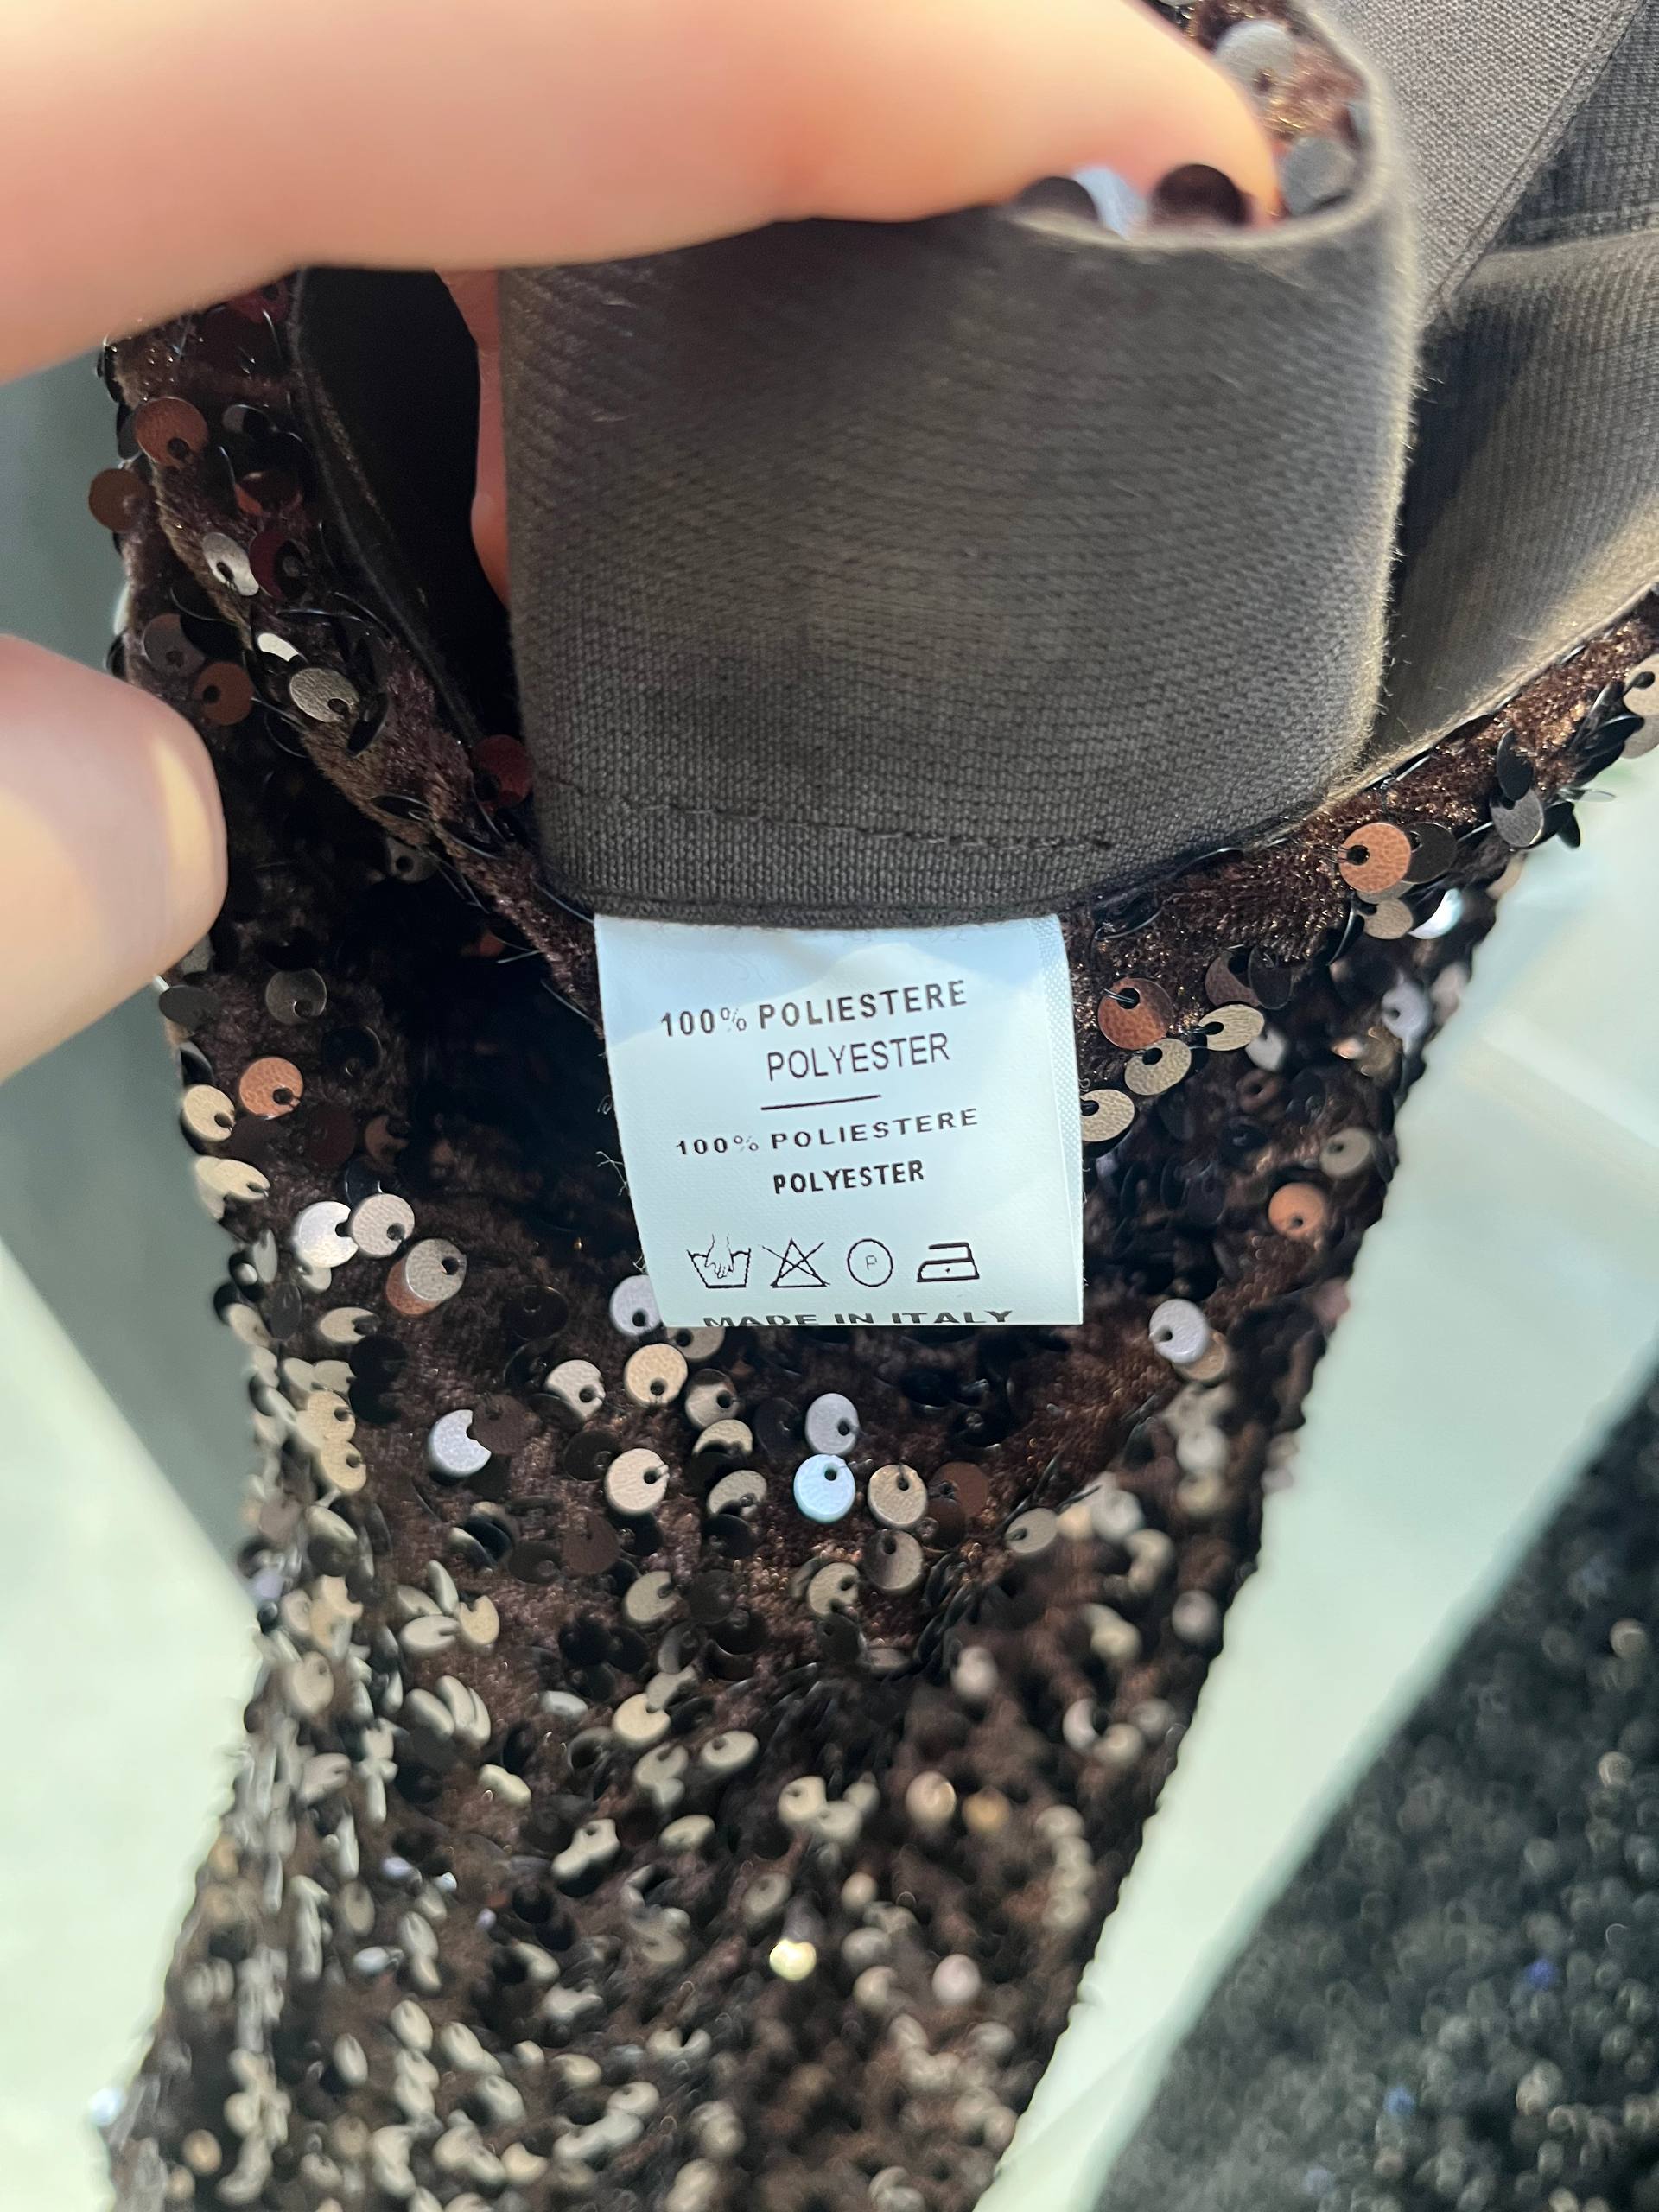 100% POLIESTERE
POLYESTER
100% POLIESTERE
POLYESTER
P
MADE IN ITALY